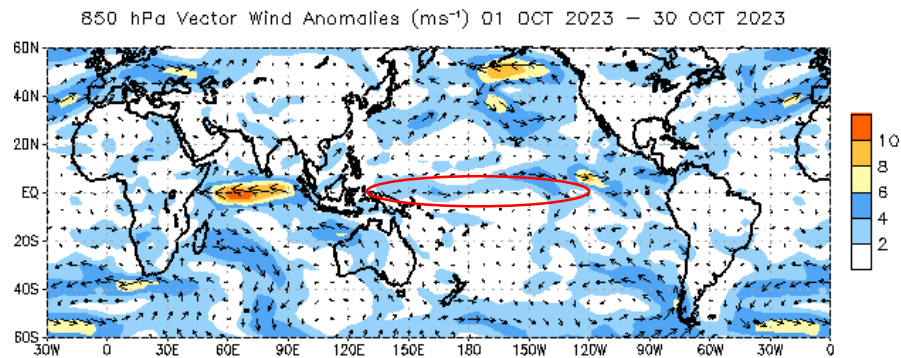 850 hPa Vector Wind Anomalies (ms⁻¹) 01 OCT 2023 – 30 OCT 2023
60N
40N
20N
EQ
20S
40S
60S
30W 0 30E 60E 90E 120E 150E 180 150W 120W 90W 60W 30W 0
10
8
6
4
2